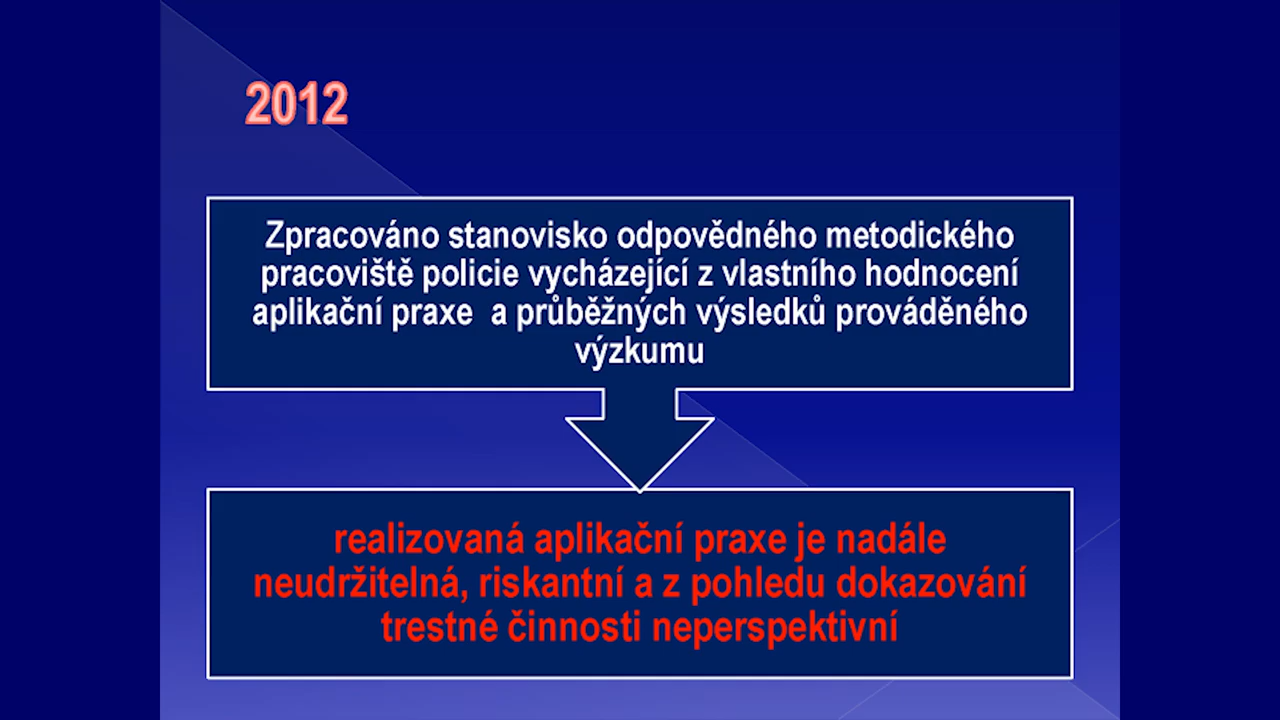 2012
Zpracováno stanovisko odpovědného metodického
pracoviště policie vycházející z vlastního hodnocení
aplikační praxe a průběžných výsledků prováděného
výzkumu
realizovaná aplikační praxe je nadále
neudržitelná, riskantní a z pohledu dokazování
trestné činnosti neperspektivní